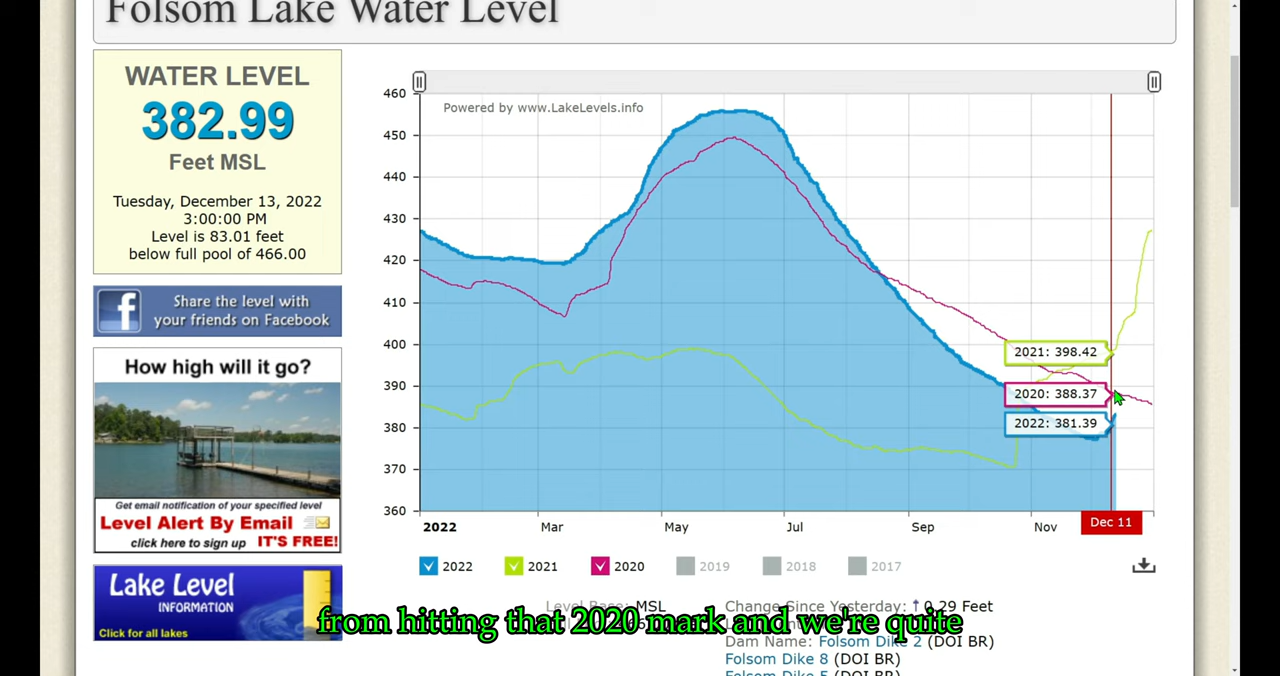 Folsom Lake Water Level
WATER LEVEL
382.99
Feet MSL
Tuesday, December 13, 2022
3:00:00 PM
Level is 83.01 feet
below full pool of 466.00
Share the level with
your friends on Facebook
How high will it go?
Get email notification of your specified level
Level Alert By Email
click here to sign up IT'S FREE!
Lake Level
INFORMATION
Click for all lakes
Powered by www.LakeLevels.info
460
450
440
430
420
410
400
390
380
370
360
2021: 398.42
2020: 388.37
2022: 381.39
2022 Mar May Jul Sep Nov Dec 11
2022 2021 2020 2019 2018 2017
MSL
Change Since Yesterday: ↑ 0.29 Feet
Dam Name: Folsom Dike 2 (DOI BR)
Folsom Dike 8 (DOI BR)
from hitting that 2020 mark and we're quite